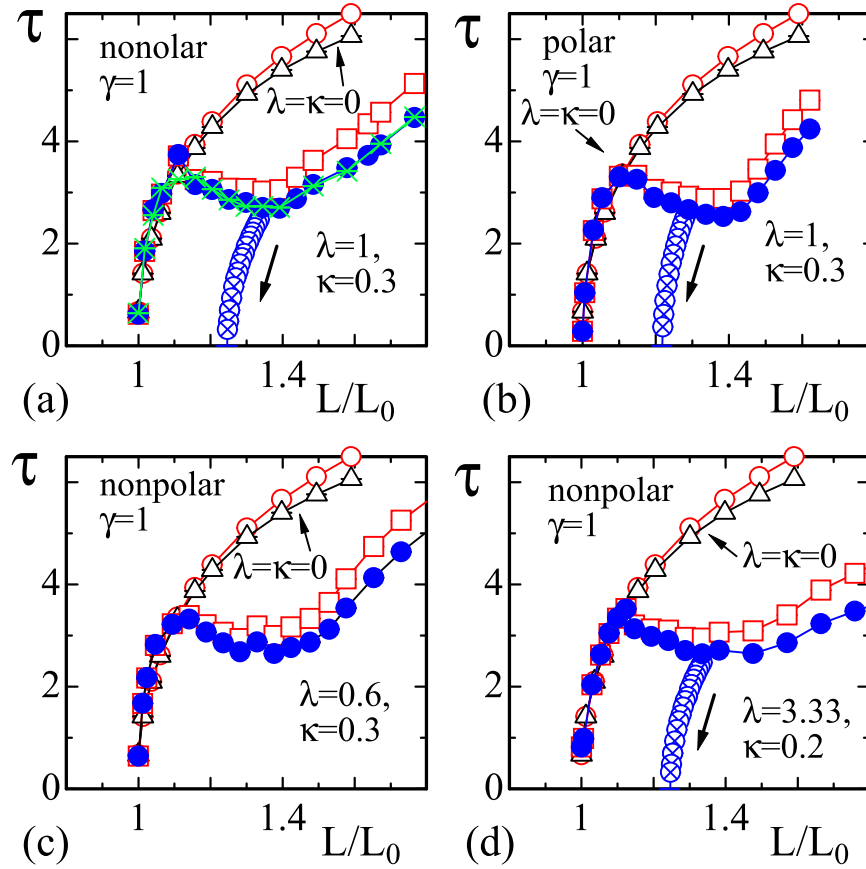 τ
nonolar
γ=1
λ=κ=0
4
2
0
λ=1,
κ=0.3
1
1.4
L/L0
(a)
τ
polar
γ=1
λ=κ=0
4
2
0
λ=1,
κ=0.3
1
1.4
L/L0
(b)
τ
nonpolar
γ=1
λ=κ=0
4
2
0
λ=0.6,
κ=0.3
1
1.4
L/L0
(c)
τ
nonpolar
γ=1
λ=κ=0
4
2
0
λ=3.33,
κ=0.2
1
1.4
L/L0
(d)